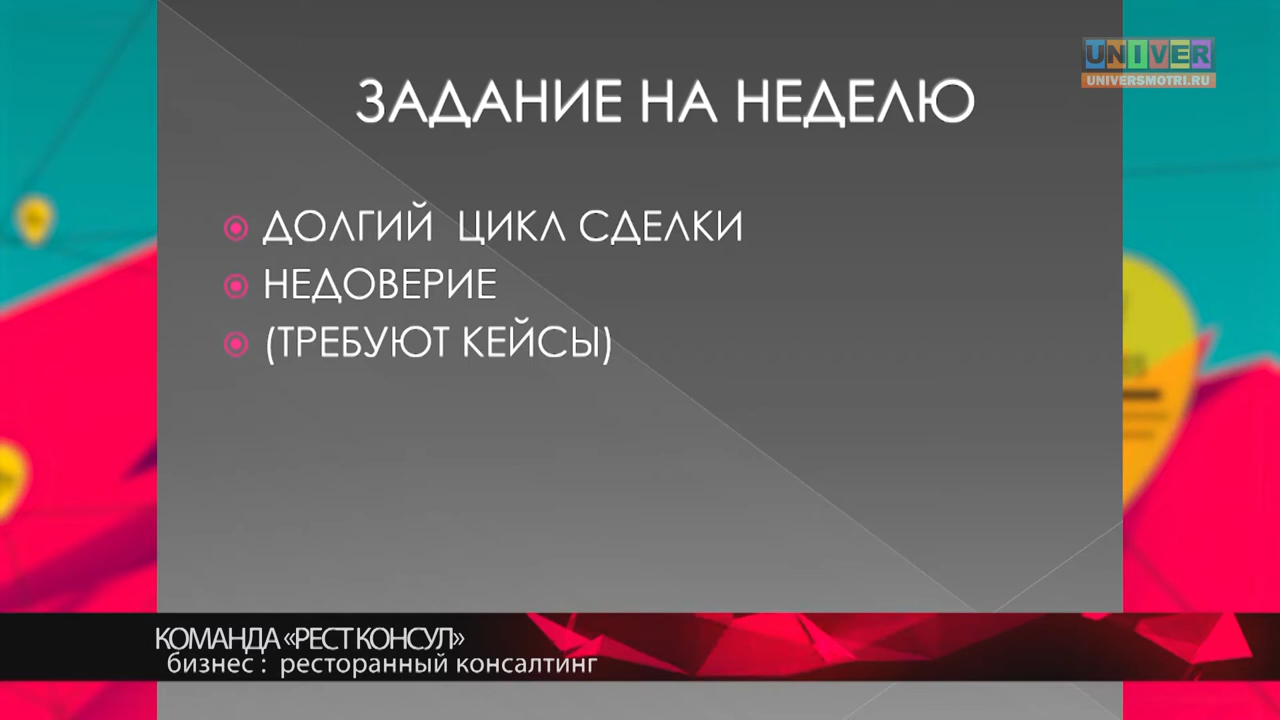 UNIVER
UNIVERSMOTRI.RU
ЗАДАНИЕ НА НЕДЕЛЮ
ДОЛГИЙ ЦИКЛ СДЕЛКИ
НЕДОВЕРИЕ
(ТРЕБУЮТ КЕЙСЫ)
КОМАНДА «РЕСТ КОНСУЛ»
бизнес : ресторанный консалтинг